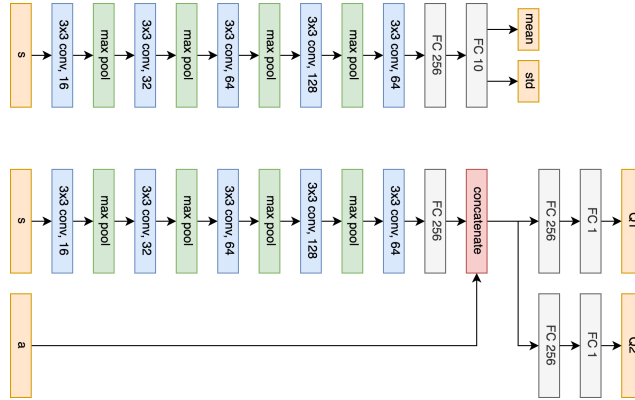 s
3x3 conv, 16
max pool
3x3 conv, 32
max pool
3x3 conv, 64
max pool
3x3 conv, 128
max pool
3x3 conv, 64
FC 256
FC 10
mean
std
s
3x3 conv, 16
max pool
3x3 conv, 32
max pool
3x3 conv, 64
max pool
3x3 conv, 128
max pool
3x3 conv, 64
FC 256
concatenate
FC 256
FC 1
Q1
a
FC 256
FC 1
Q2